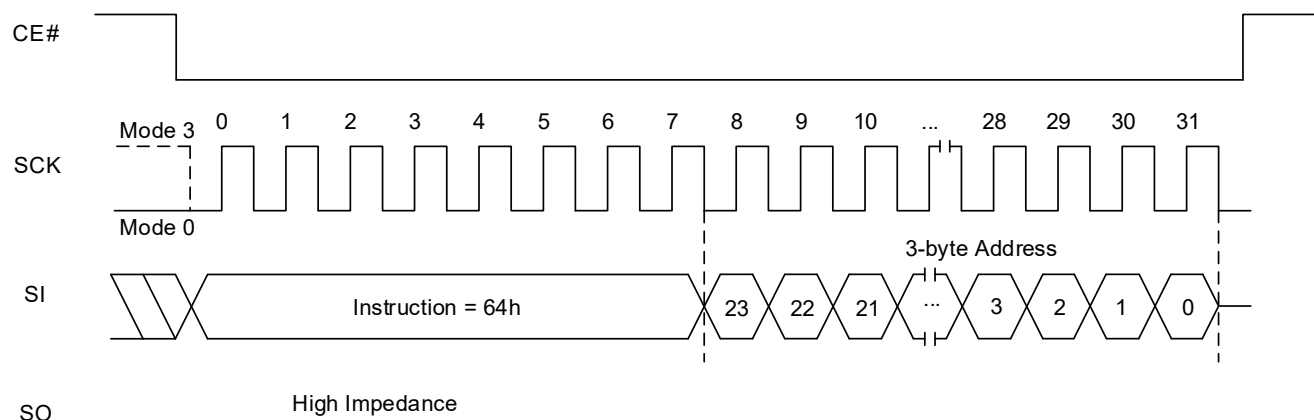 CE#
Mode 3 0 1 2 3 4 5 6 7 8 9 10 ... 28 29 30 31
SCK
Mode 0
3-byte Address
SI Instruction = 64h 23 22 21 ... 3 2 1 0
SO High Impedance